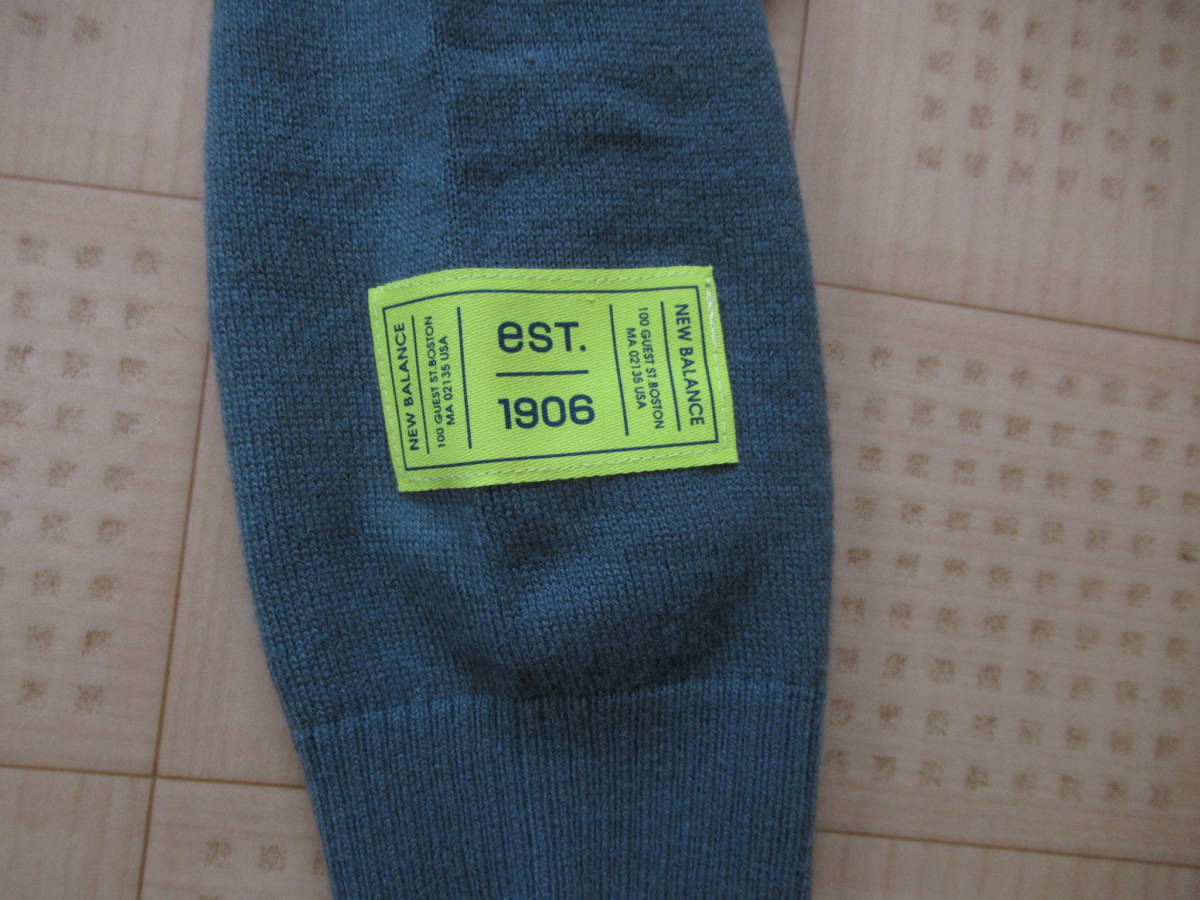 NEW BALANCE
100 GUEST ST.BOSTON
MA 02135 USA
eST.
1906
NEW BALANCE
100 GUEST ST.BOSTON
MA 02135 USA